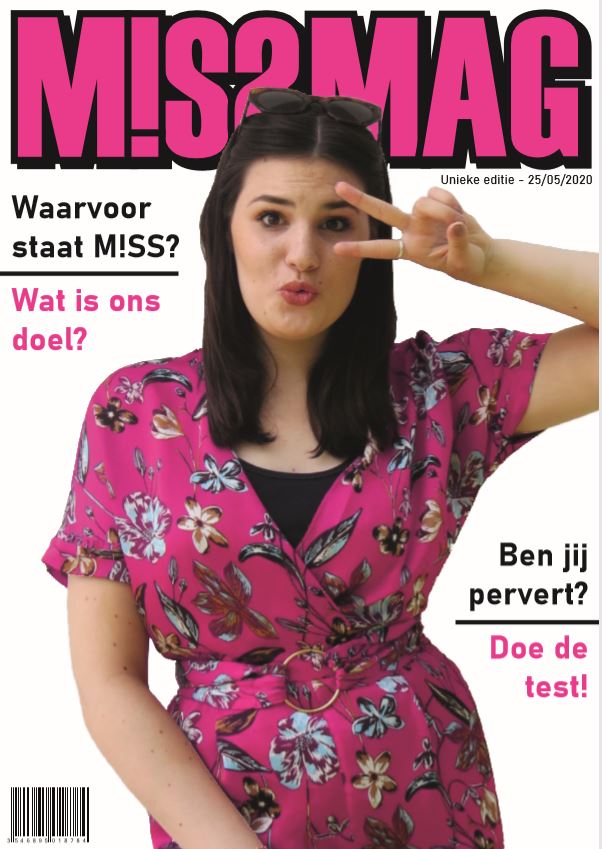 M!SSMAG
Unieke editie - 25/05/2020
Waarvoor
staat M!SS?
Wat is ons
doel?
Ben jij
pervert?
Doe de
test!